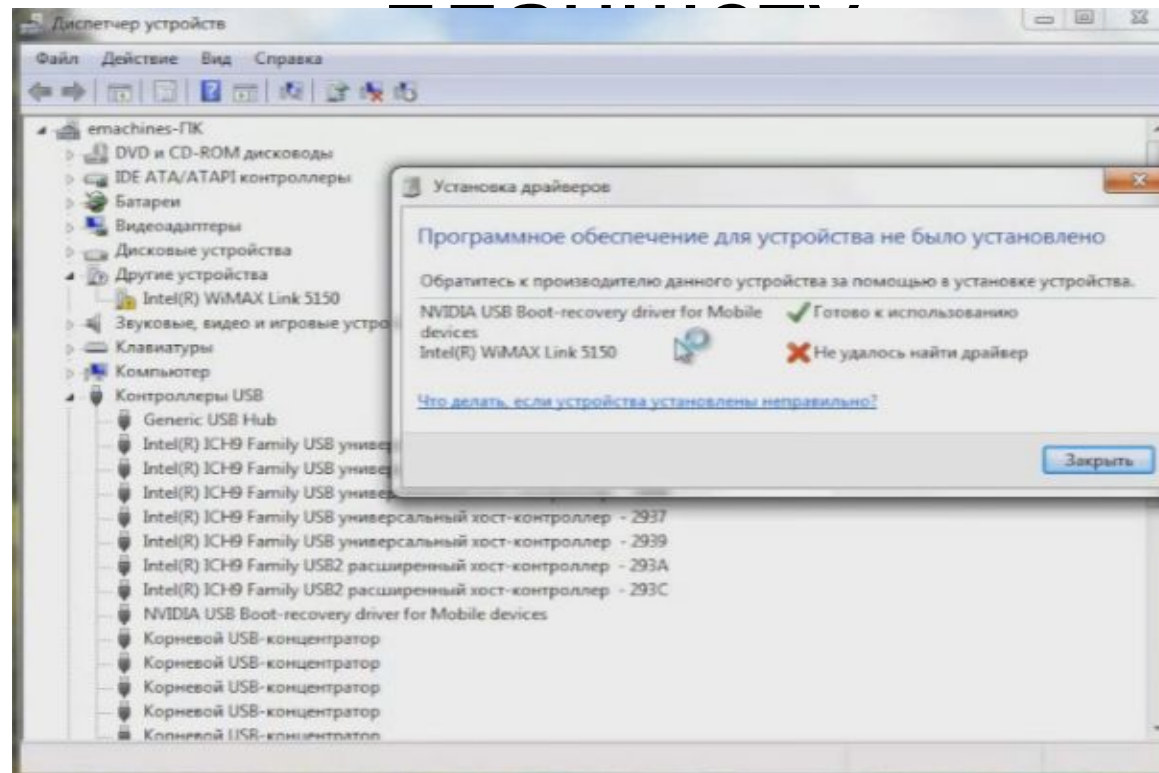 Диспетчер устройств
Файл Действие Вид Справка
emachines-ПК
DVD и CD-ROM дисководы
IDE ATA/ATAPI контроллеры
Батареи
Видеоадаптеры
Дисковые устройства
Другие устройства
Intel(R) WiMAX Link 5150
Звуковые, видео и игровые устро
Клавиатуры
Компьютер
Контроллеры USB
Generic USB Hub
Intel(R) ICH9 Family USB универ
Intel(R) ICH9 Family USB универ
Intel(R) ICH9 Family USB универ
Intel(R) ICH9 Family USB универсальный хост-контроллер - 2937
Intel(R) ICH9 Family USB универсальный хост-контроллер - 2939
Intel(R) ICH9 Family USB2 расширенный хост-контроллер - 293A
Intel(R) ICH9 Family USB2 расширенный хост-контроллер - 293C
NVIDIA USB Boot-recovery driver for Mobile devices
Корневой USB-концентратор
Корневой USB-концентратор
Корневой USB-концентратор
Корневой USB-концентратор
Корневой USB-концентратор
Установка драйверов
Программное обеспечение для устройства не было установлено
Обратитесь к производителю данного устройства за помощью в установке устройства.
NVIDIA USB Boot-recovery driver for Mobile Готово к использованию
devices
Intel(R) WiMAX Link 5150 Не удалось найти драйвер
Что делать, если устройства установлены неправильно?
Закрыть